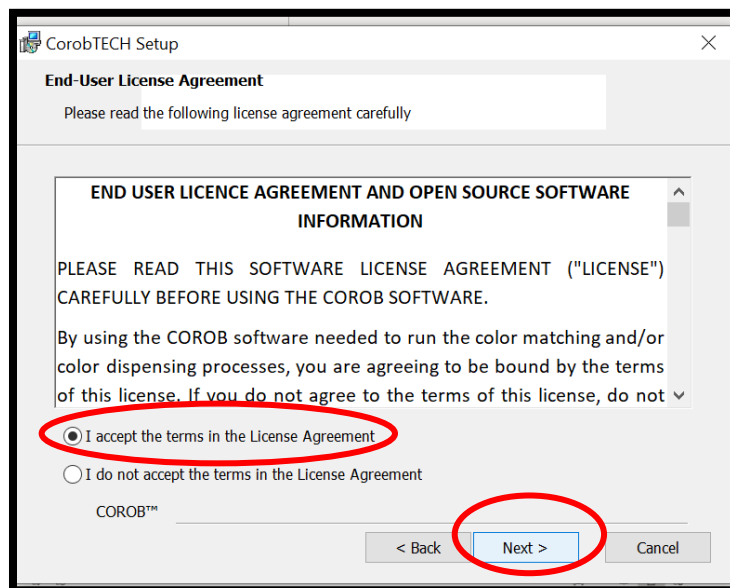 CorobTECH Setup
End-User License Agreement
Please read the following license agreement carefully
END USER LICENCE AGREEMENT AND OPEN SOURCE SOFTWARE
INFORMATION
PLEASE READ THIS SOFTWARE LICENSE AGREEMENT ("LICENSE")
CAREFULLY BEFORE USING THE COROB SOFTWARE.
By using the COROB software needed to run the color matching and/or
color dispensing processes, you are agreeing to be bound by the terms
of this license. If you do not agree to the terms of this license, do not
I accept the terms in the License Agreement
I do not accept the terms in the License Agreement
COROB™
< Back Next > Cancel